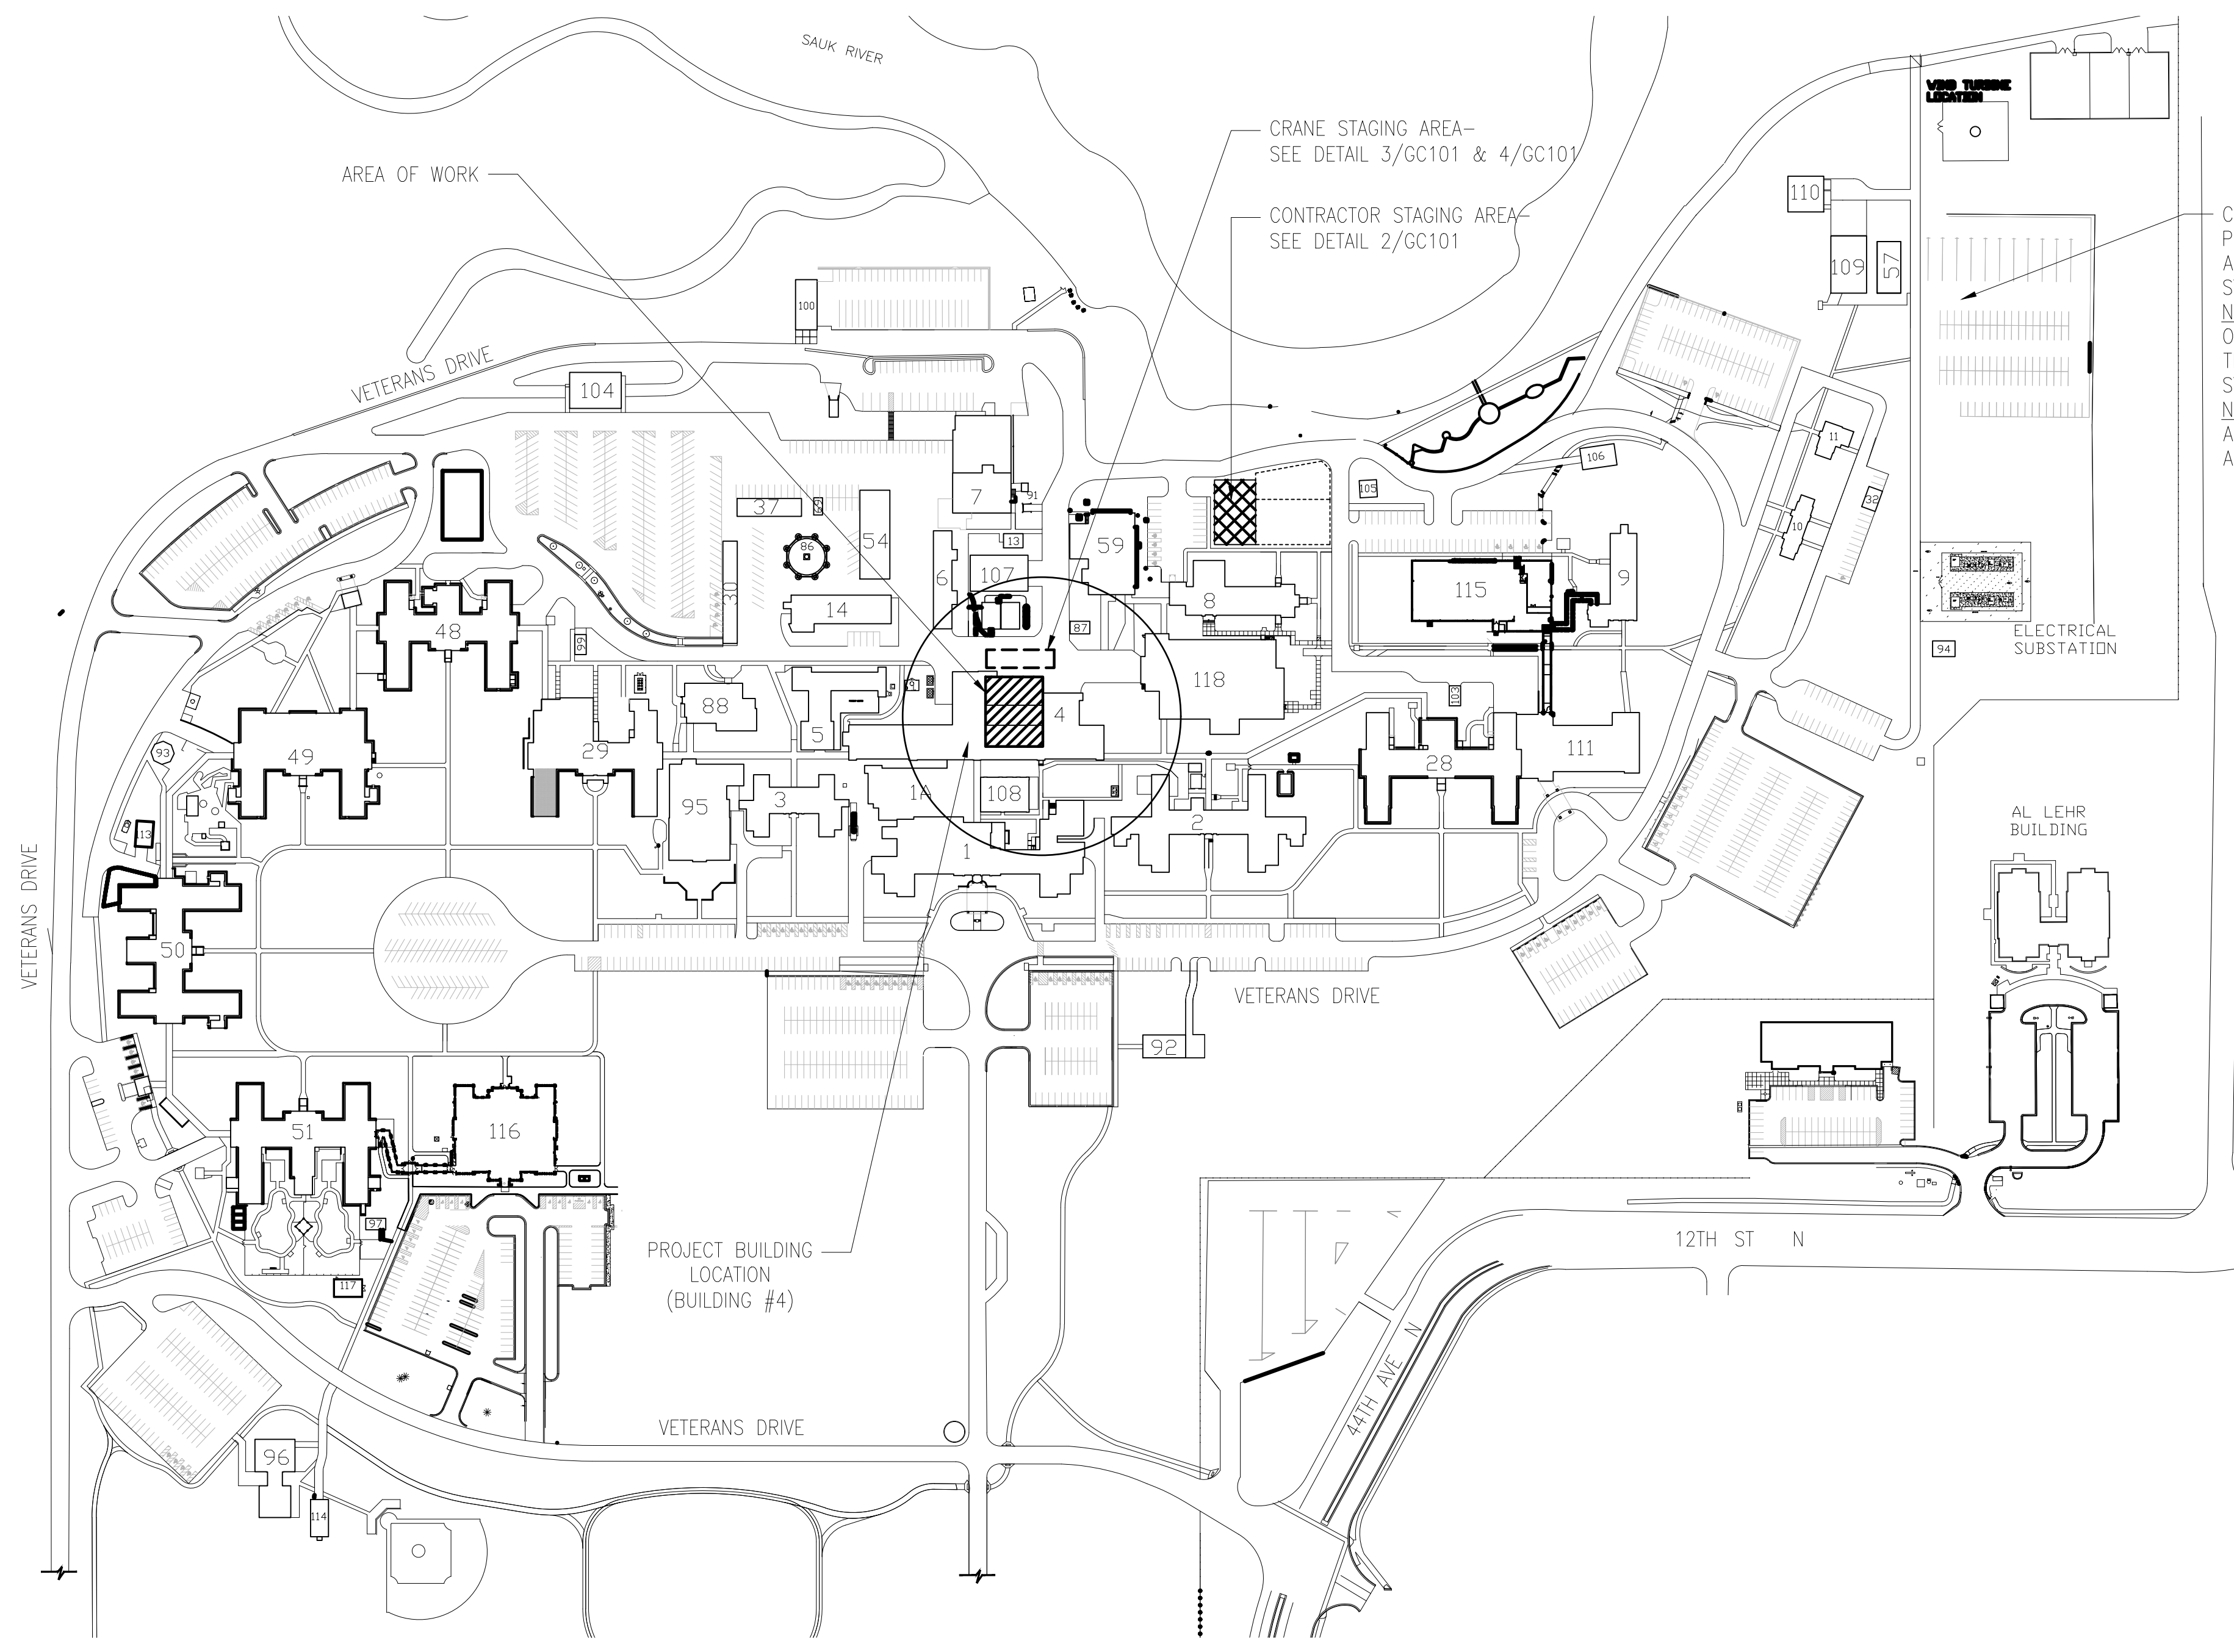 SAUK RIVER
WIND TURBINE
LOCATION
CRANE STAGING AREA-
SEE DETAIL 3/GC101 & 4/GC101
AREA OF WORK
110
CONTRACTOR STAGING AREA-
SEE DETAIL 2/GC101
C
P
A
S
N
O
T
S
N
A
A
109
57
100
VETERANS DRIVE
104
11
106
105
32
7
91
37
69
54
10
86
59
13
30
6
107
115
9
14
8
48
87
99
ELECTRICAL
SUBSTATION
94
118
103
88
4
5
93
49
29
28
111
95
3
1A
108
AL LEHR
BUILDING
2
113
1
VETERANS DRIVE
50
VETERANS DRIVE
92
51
116
97
12TH ST N
PROJECT BUILDING
LOCATION
(BUILDING #4)
117
44TH AVE N
VETERANS DRIVE
96
114